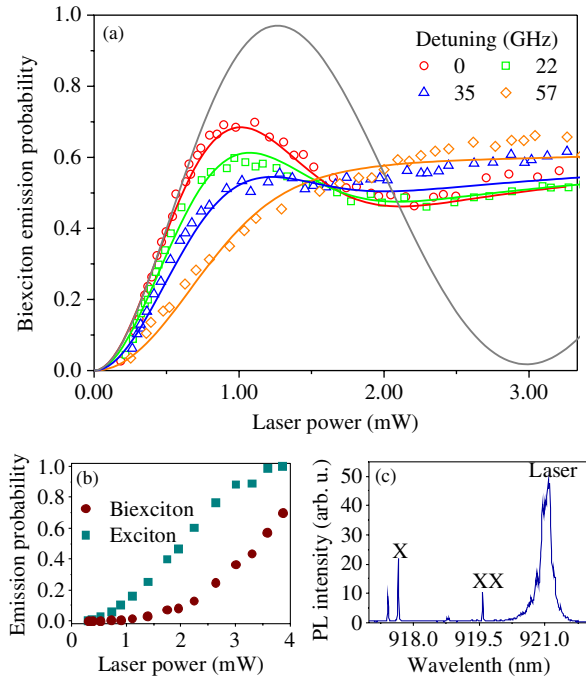 (a)
Detuning (GHz)
0 22
35 57
1.0
0.8
0.6
0.4
0.2
0.0
Biexciton emission probability
0.00 1.00 2.00 3.00
Laser power (mW)
(b)
Biexciton
Exciton
1.0
0.8
0.6
0.4
0.2
0.0
Emission probability
0 1 2 3 4
Laser power (mW)
(c)
Laser
X
XX
50
40
30
20
10
0
PL intensity (arb. u.)
918.0 919.5 921.0
Wavelenth (nm)